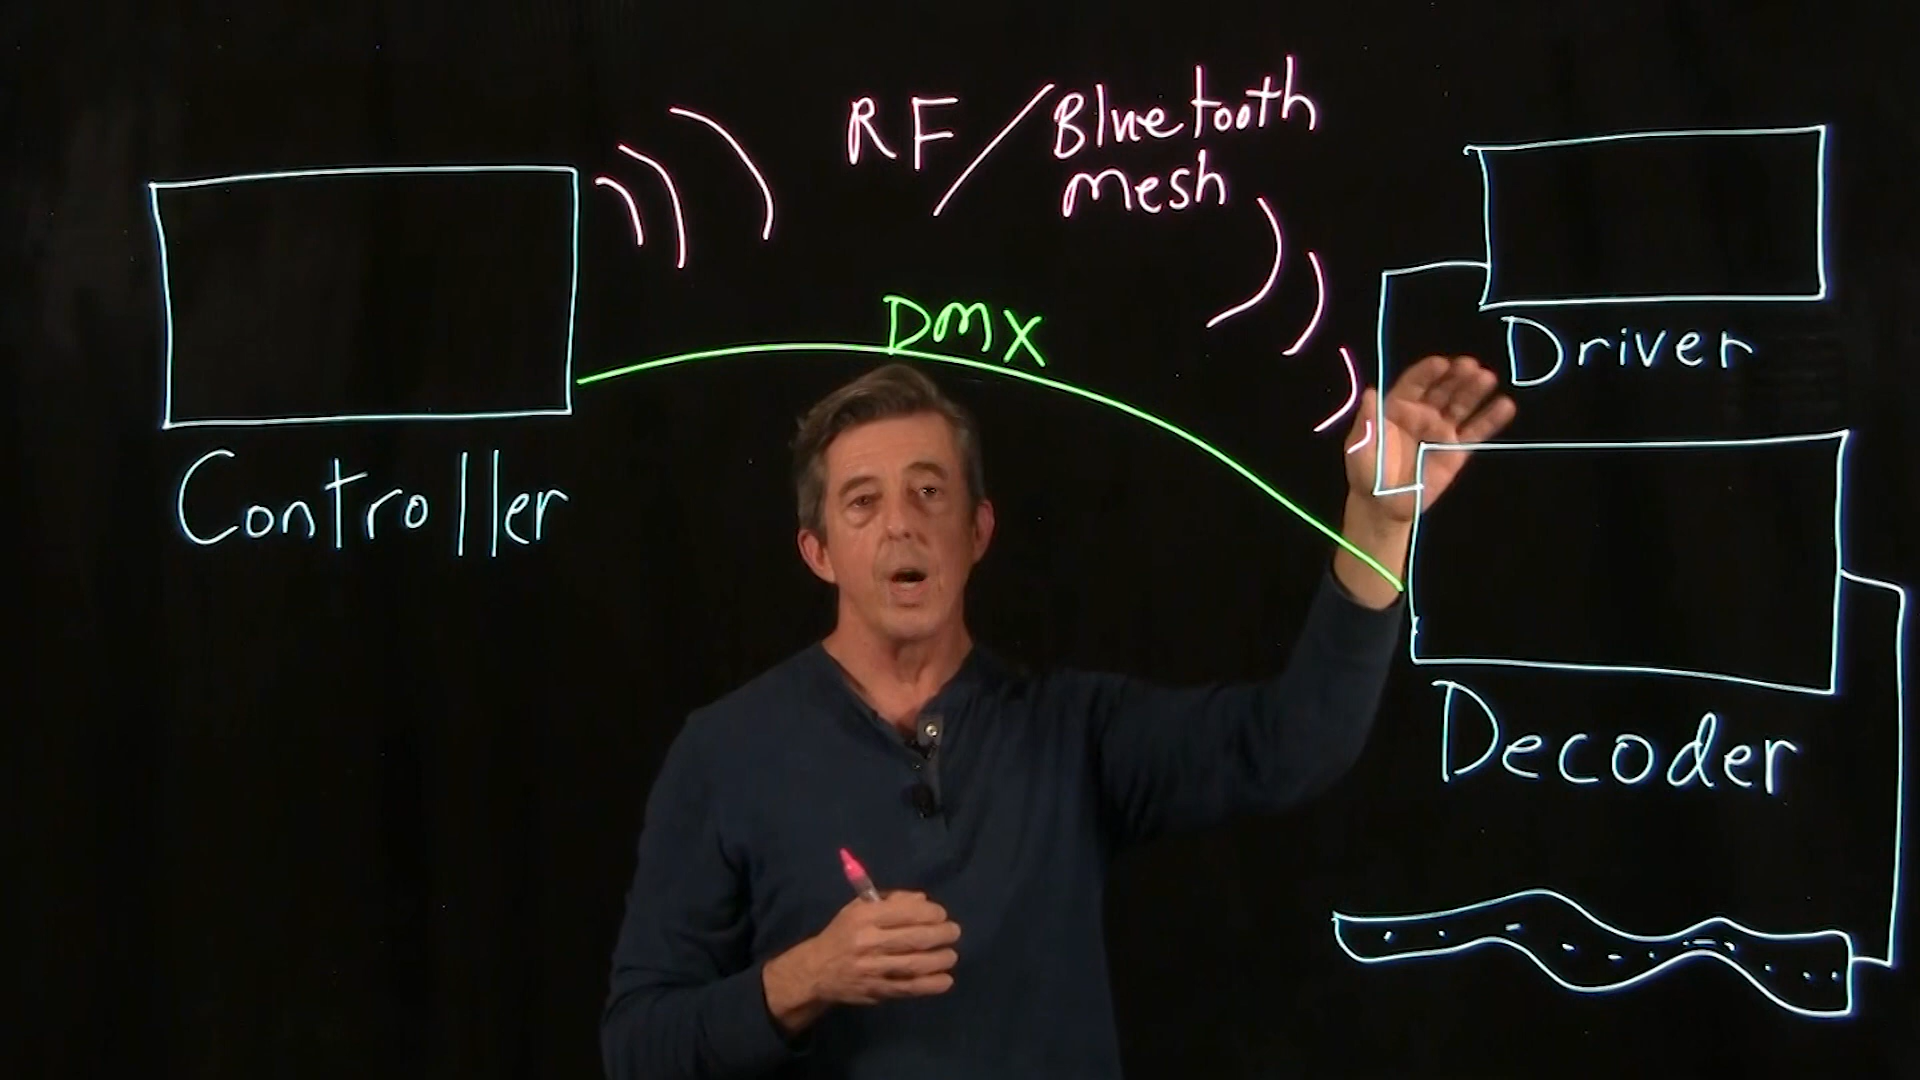 RF / Bluetooth
mesh
DMX
Controller
Driver
Decoder